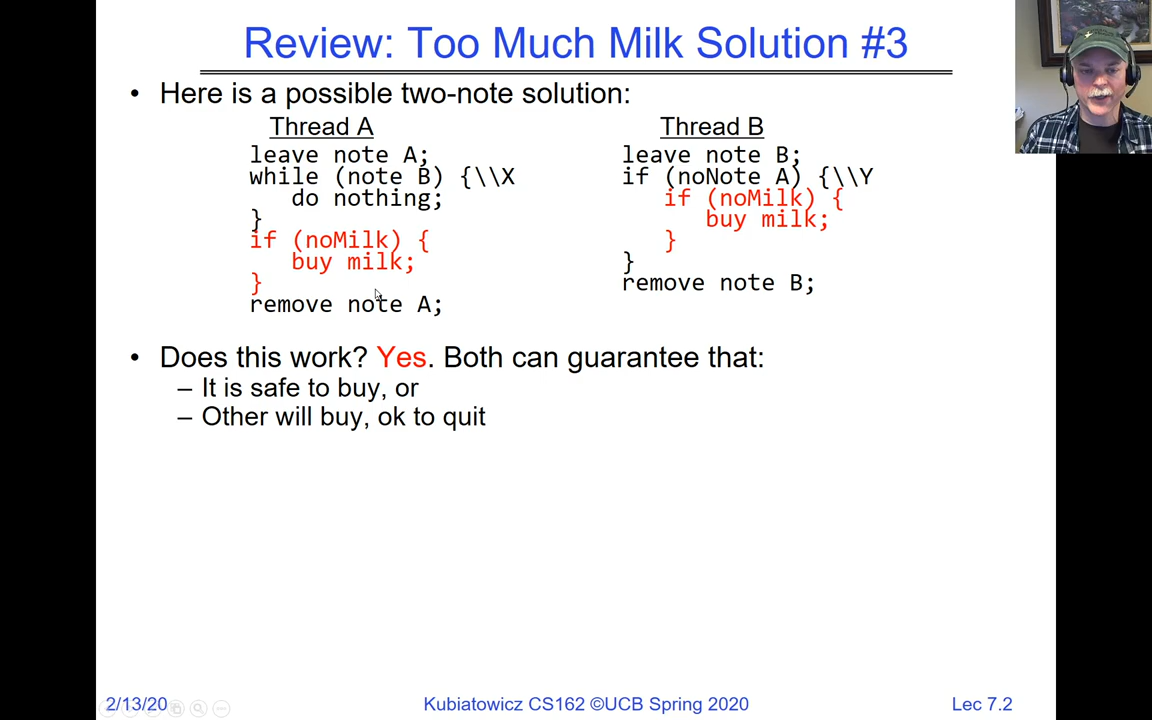 Review: Too Much Milk Solution #3
• Here is a possible two-note solution:
Thread A
leave note A;
while (note B) {\\X
do nothing;
}
if (noMilk) {
buy milk;
}
remove note A;
Thread B
leave note B;
if (noNote A) {\\Y
if (noMilk) {
buy milk;
}
}
remove note B;
• Does this work? Yes. Both can guarantee that:
– It is safe to buy, or
– Other will buy, ok to quit
2/13/20
Kubiatowicz CS162 ©UCB Spring 2020
Lec 7.2